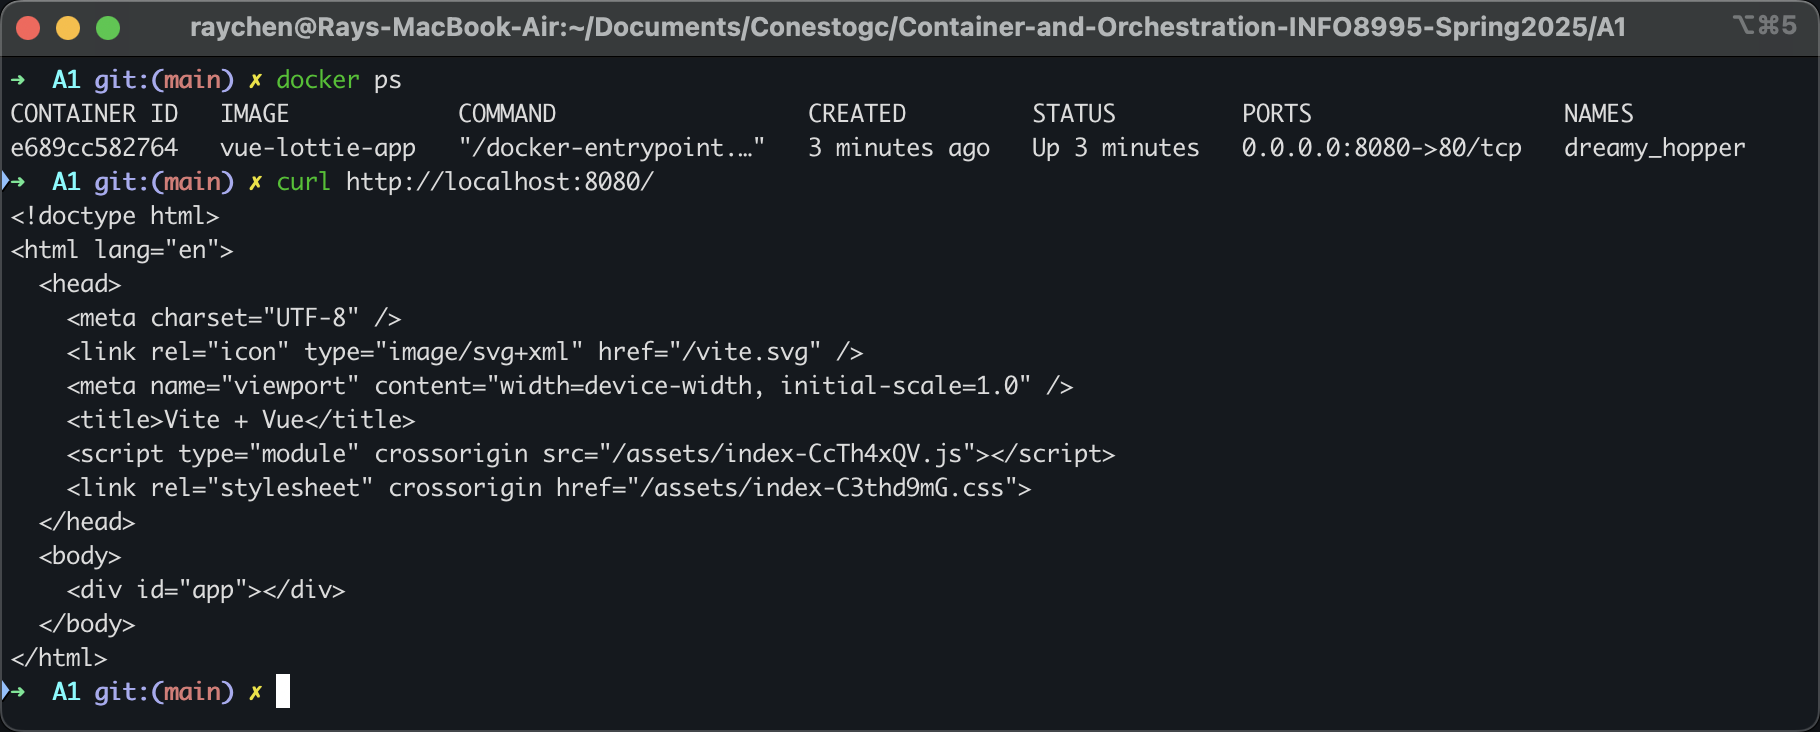 raychen@Rays-MacBook-Air:~/Documents/Conestogc/Container-and-Orchestration-INFO8995-Spring2025/A1 ⌥⌘5
➜  A1 git:(main) ✗ docker ps
CONTAINER ID   IMAGE            COMMAND                  CREATED         STATUS         PORTS                  NAMES
e689cc582764   vue-lottie-app   "/docker-entrypoint.…"   3 minutes ago   Up 3 minutes   0.0.0.0:8080->80/tcp   dreamy_hopper
➜  A1 git:(main) ✗ curl http://localhost:8080/
<!doctype html>
<html lang="en">
  <head>
    <meta charset="UTF-8" />
    <link rel="icon" type="image/svg+xml" href="/vite.svg" />
    <meta name="viewport" content="width=device-width, initial-scale=1.0" />
    <title>Vite + Vue</title>
    <script type="module" crossorigin src="/assets/index-CcTh4xQV.js"></script>
    <link rel="stylesheet" crossorigin href="/assets/index-C3thd9mG.css">
  </head>
  <body>
    <div id="app"></div>
  </body>
</html>
➜  A1 git:(main) ✗